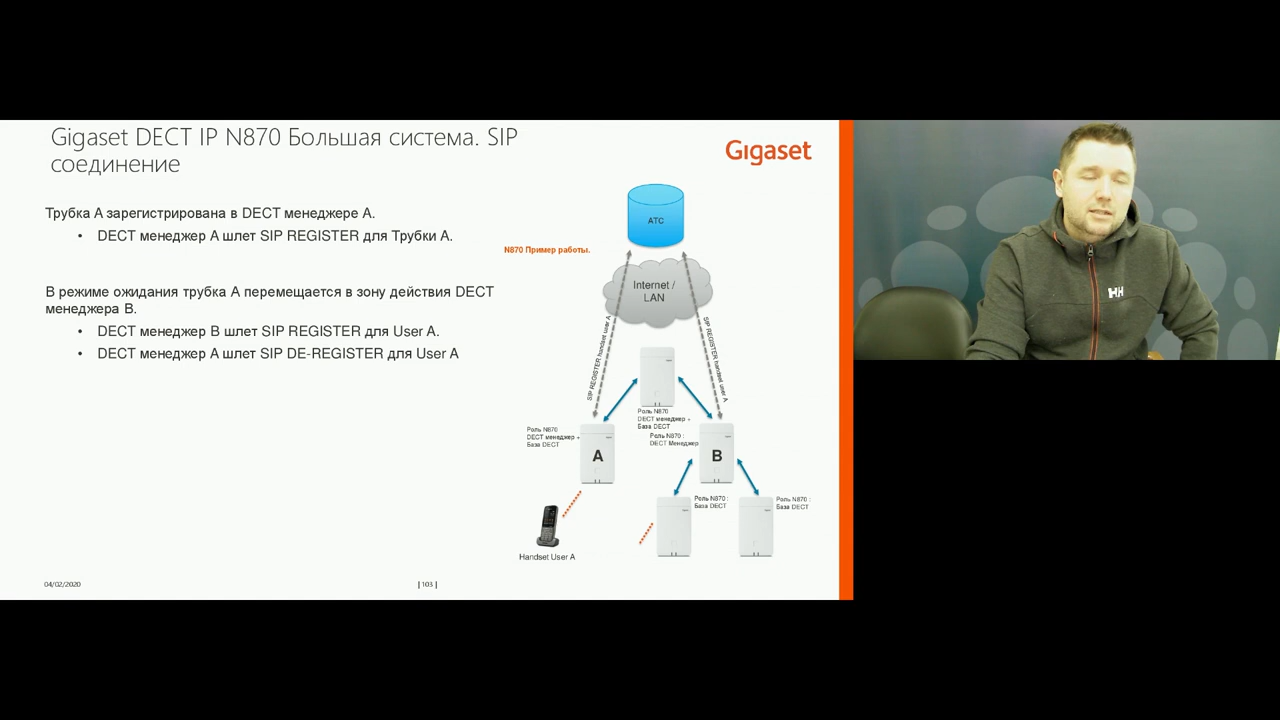 Gigaset DECT IP N870 Большая система. SIP
соединение
Gigaset
Трубка A зарегистрирована в DECT менеджере A.
• DECT менеджер A шлет SIP REGISTER для Трубки A.
В режиме ожидания трубка A перемещается в зону действия DECT
менеджера B.
• DECT менеджер B шлет SIP REGISTER для User A.
• DECT менеджер A шлет SIP DE-REGISTER для User A
N870 Пример работы.
АТС
Internet /
LAN
SIP REGISTER handset user A
SIP REGISTER handset user A
Роль N870
DECT менеджер +
База DECT
Роль N870
DECT менеджер +
База DECT
Роль N870 :
DECT Менеджер
A
B
Роль N870 :
База DECT
Роль N870 :
База DECT
Handset User A
04/02/2020
| 103 |
HH